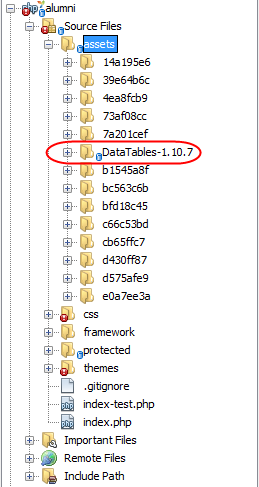 alumni
Source Files
assets
14a195e6
39e64b6c
4ea8fcb9
73af08cc
7a201cef
DataTables-1.10.7
b1545a8f
bc563c6b
bfd18c45
c66c53bd
cb65ffc7
d430ff87
d575afe9
e0a7ee3a
css
framework
protected
themes
.gitignore
index-test.php
index.php
Important Files
Remote Files
Include Path